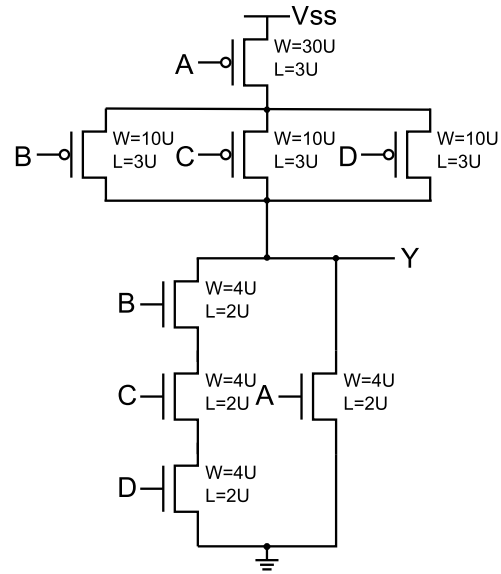 Vss
A
W=30U
L=3U
B
W=10U
L=3U
C
W=10U
L=3U
D
W=10U
L=3U
Y
B
W=4U
L=2U
C
W=4U
L=2U
A
W=4U
L=2U
D
W=4U
L=2U